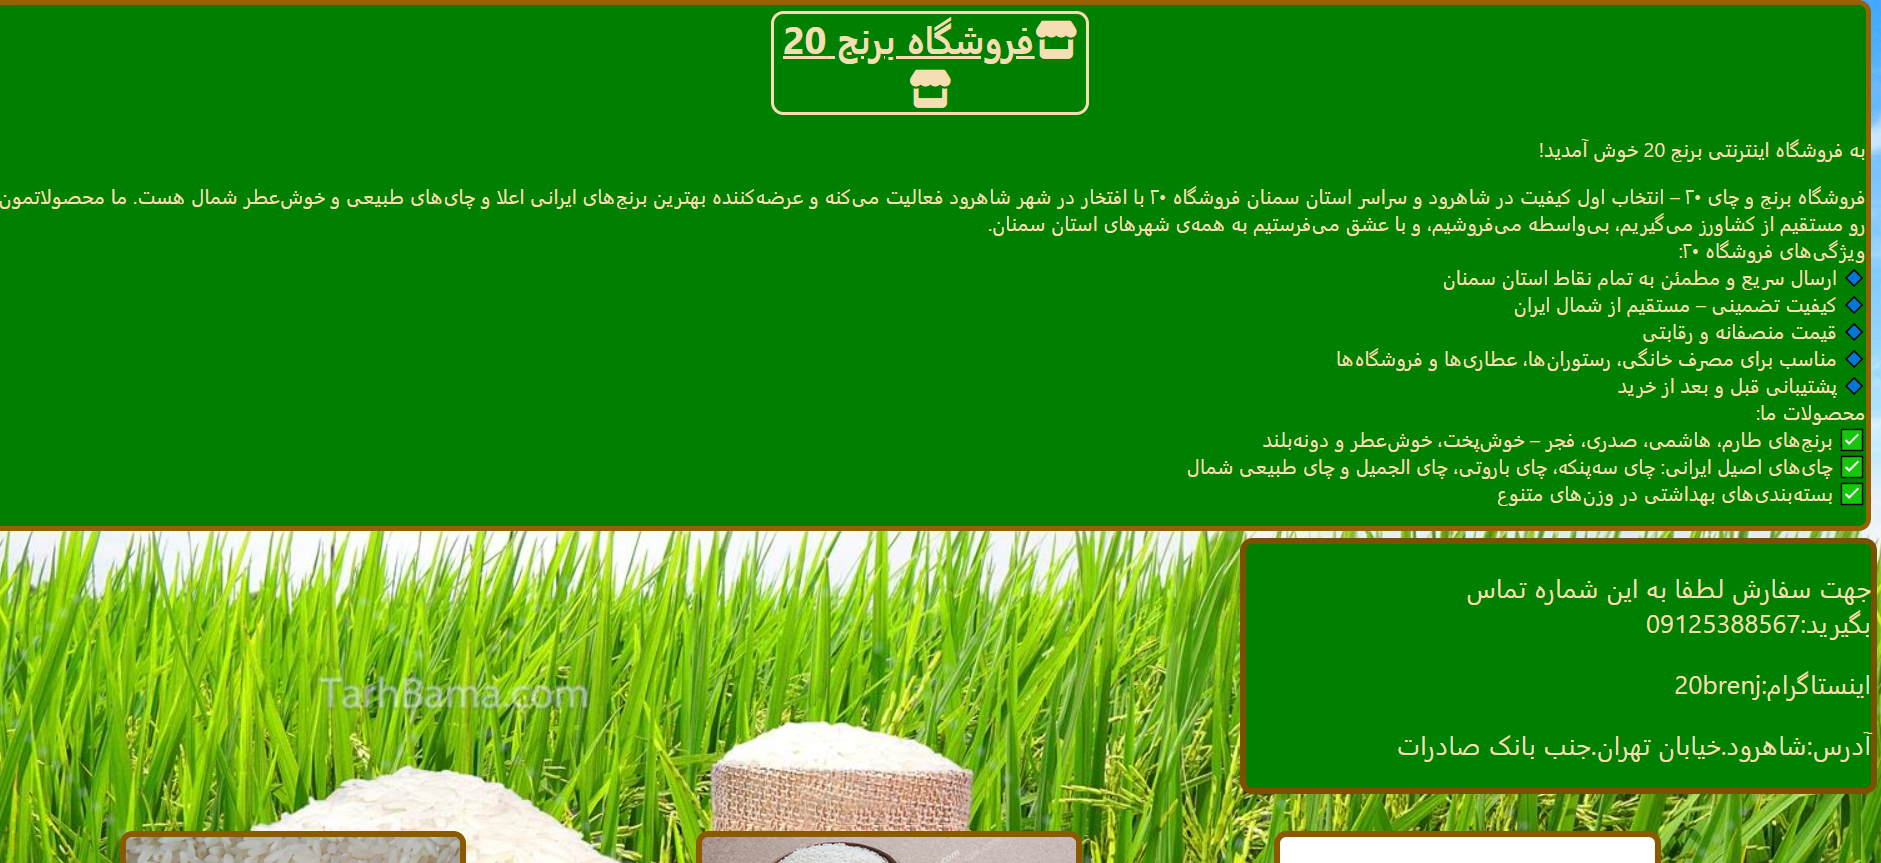 فروشگاه برنج 20
به فروشگاه اینترنتی برنج 20 خوش آمدید!
فروشگاه برنج و چای ۲۰ – انتخاب اول کیفیت در شاهرود و سراسر استان سمنان فروشگاه ۲۰ با افتخار در شهر شاهرود فعالیت می‌کنه و عرضه‌کننده بهترین برنج‌های ایرانی اعلا و چای‌های طبیعی و خوش‌عطر شمال هست. ما محصولاتمون
رو مستقیم از کشاورز می‌گیریم، بی‌واسطه می‌فروشیم، و با عشق می‌فرستیم به همه‌ی شهرهای استان سمنان.
ویژگی‌های فروشگاه ۲۰:
🔷 ارسال سریع و مطمئن به تمام نقاط استان سمنان
🔷 کیفیت تضمینی – مستقیم از شمال ایران
🔷 قیمت منصفانه و رقابتی
🔷 مناسب برای مصرف خانگی، رستوران‌ها، عطاری‌ها و فروشگاه‌ها
🔷 پشتیبانی قبل و بعد از خرید
محصولات ما:
✅ برنج‌های طارم، هاشمی، صدری، فجر – خوش‌پخت، خوش‌عطر و دونه‌بلند
✅ چای‌های اصیل ایرانی: چای سه‌پنکه، چای باروتی، چای الجمیل و چای طبیعی شمال
✅ بسته‌بندی‌های بهداشتی در وزن‌های متنوع
جهت سفارش لطفا به این شماره تماس
بگیرید:09125388567
اینستاگرام:20brenj
آدرس:شاهرود.خیابان تهران.جنب بانک صادرات
TarhBama.com